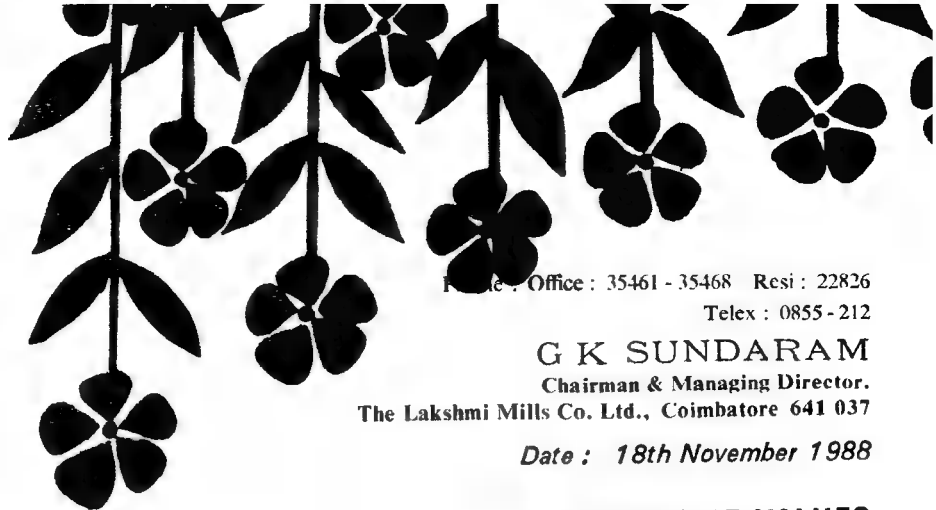 Office : 35461 - 35468 Resi : 22826
Telex : 0855-212
G K SUNDARAM
Chairman & Managing Director.
The Lakshmi Mills Co. Ltd., Coimbatore 641 037
Date : 18th November 1988